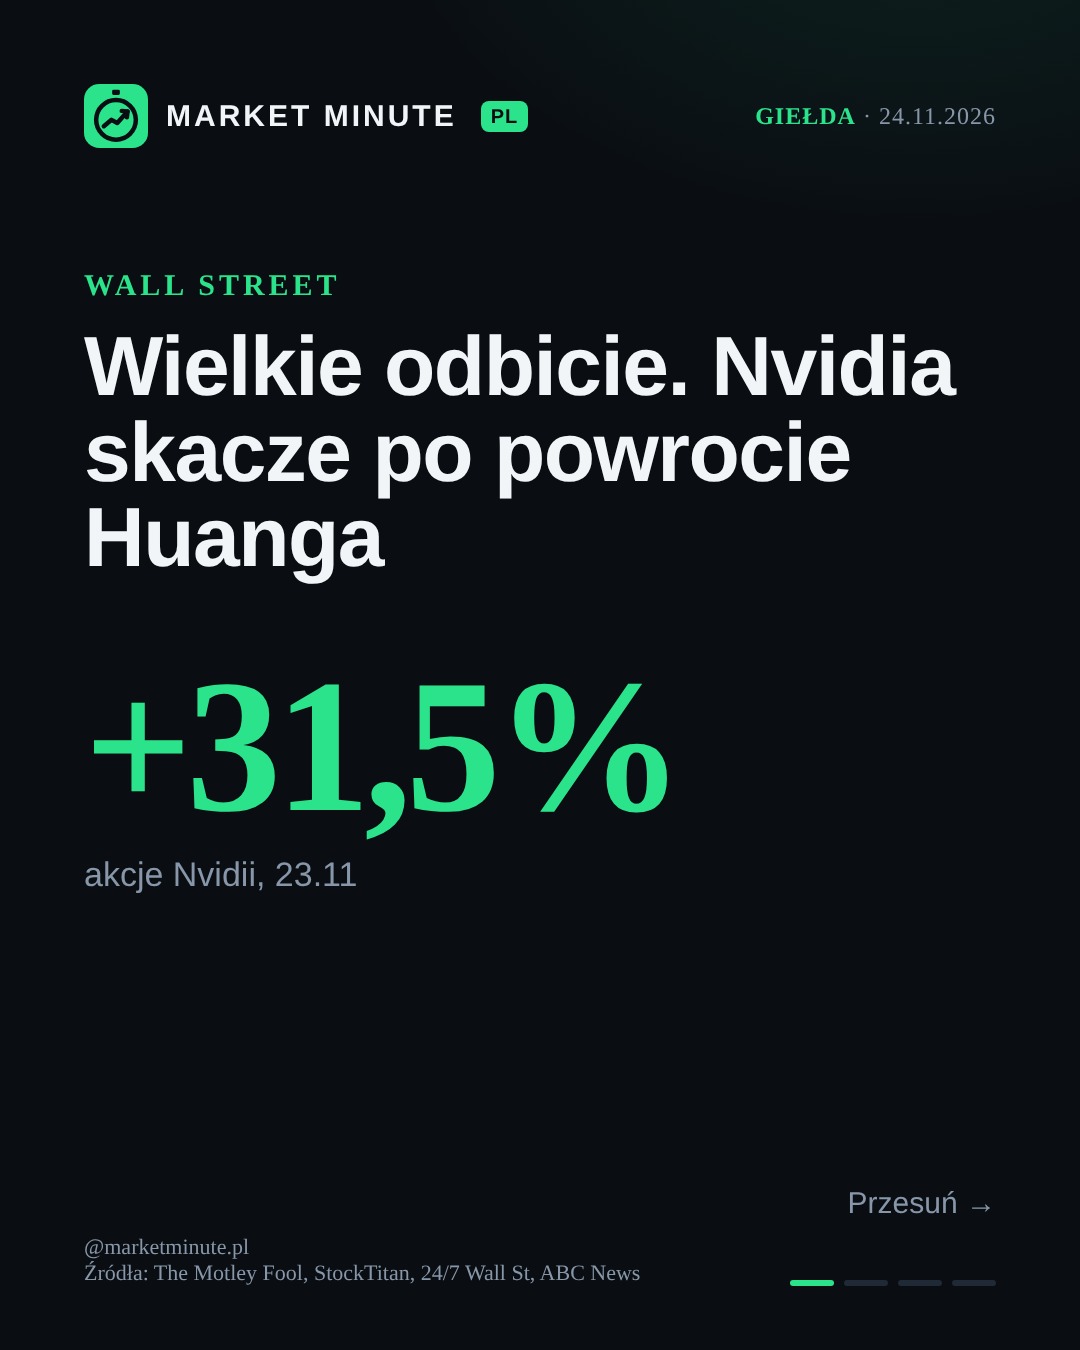 MARKET MINUTE PL
GIEŁDA · 24.11.2026
WALL STREET
Wielkie odbicie. Nvidia
skacze po powrocie
Huanga
+31,5%
akcje Nvidii, 23.11
Przesuń →
@marketminute.pl
Źródła: The Motley Fool, StockTitan, 24/7 Wall St, ABC News